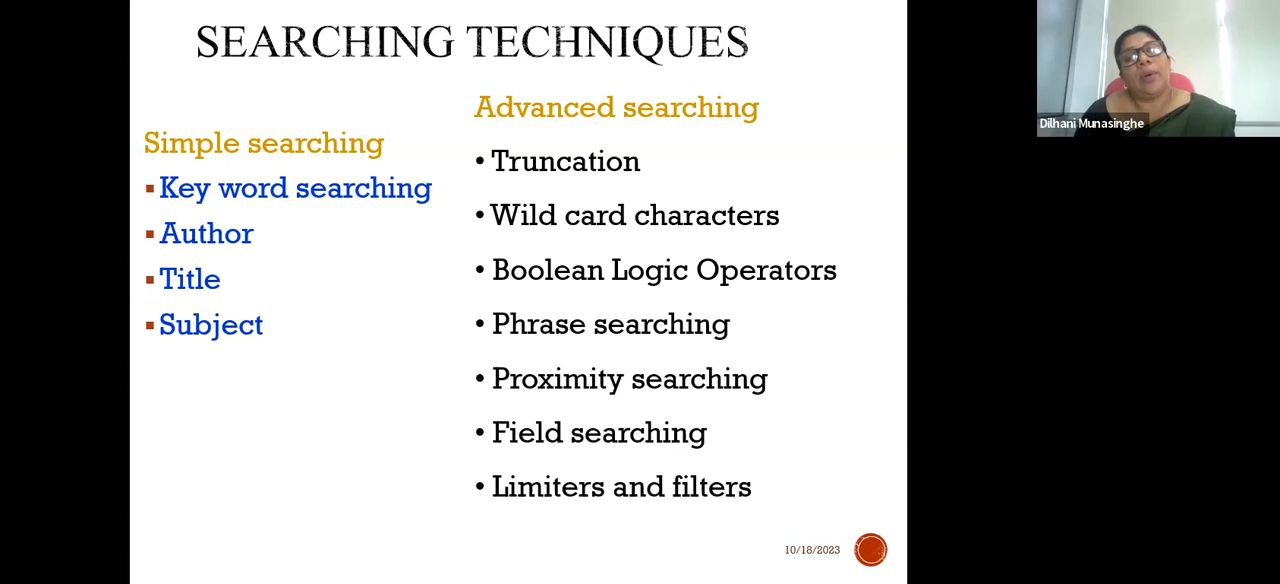 SEARCHING TECHNIQUES
Simple searching
▪Key word searching
▪Author
▪Title
▪Subject
Advanced searching
• Truncation
• Wild card characters
• Boolean Logic Operators
• Phrase searching
• Proximity searching
• Field searching
• Limiters and filters
10/18/2023
Dilhani Munasinghe